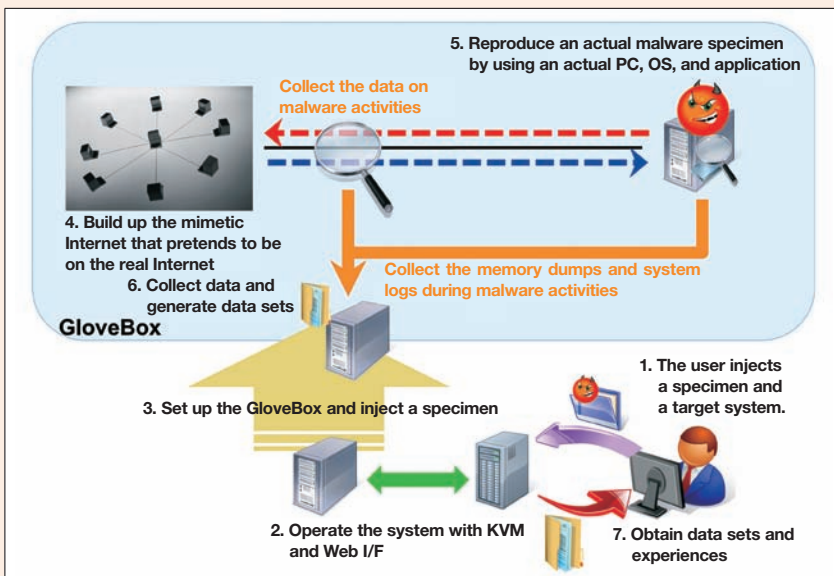 5. Reproduce an actual malware specimen
by using an actual PC, OS, and application
Collect the data on
malware activities
4. Build up the mimetic
Internet that pretends to be
on the real Internet
6. Collect data and
generate data sets
Collect the memory dumps and system
logs during malware activities
GloveBox
1. The user injects
a specimen and
a target system.
3. Set up the GloveBox and inject a specimen
2. Operate the system with KVM
and Web I/F
7. Obtain data sets and
experiences